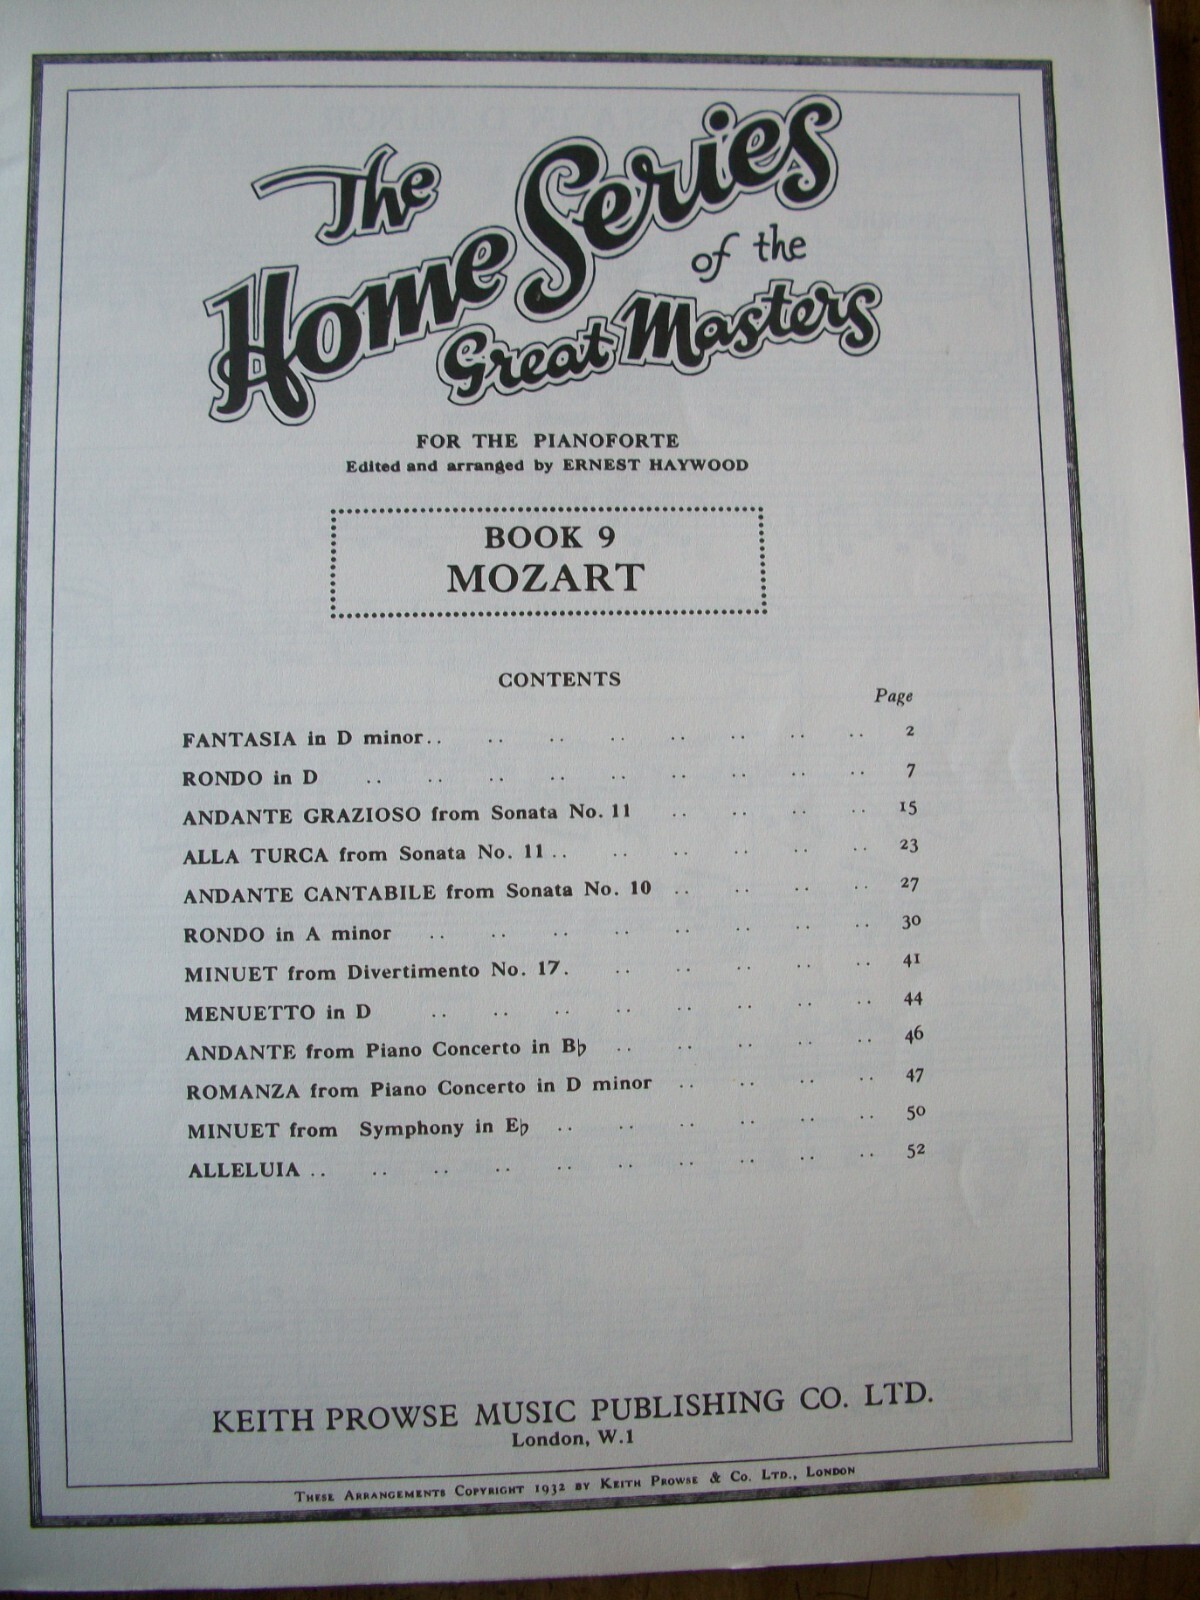 The
Home Series
of the
Great Masters
FOR THE PIANOFORTE
Edited and arranged by ERNEST HAYWOOD
BOOK 9
MOZART
CONTENTS
Page
FANTASIA in D minor.. .. .. .. .. .. .. .. 2
RONDO in D .. .. .. .. .. .. .. .. .. 7
ANDANTE GRAZIOSO from Sonata No. 11 .. .. .. .. 15
ALLA TURCA from Sonata No. 11 .. .. .. .. .. .. 23
ANDANTE CANTABILE from Sonata No. 10 .. .. .. .. 27
RONDO in A minor .. .. .. .. .. .. .. .. 30
MINUET from Divertimento No. 17. .. .. .. .. .. 41
MENUETTO in D .. .. .. .. .. .. .. .. 44
ANDANTE from Piano Concerto in B♭ .. .. .. .. .. 46
ROMANZA from Piano Concerto in D minor .. .. .. .. 47
MINUET from Symphony in E♭ .. .. .. .. .. .. 50
ALLELUIA .. .. .. .. .. .. .. .. .. .. 52
KEITH PROWSE MUSIC PUBLISHING CO. LTD.
London, W.1
THESE ARRANGEMENTS COPYRIGHT 1932 BY KEITH PROWSE & CO. LTD., LONDON